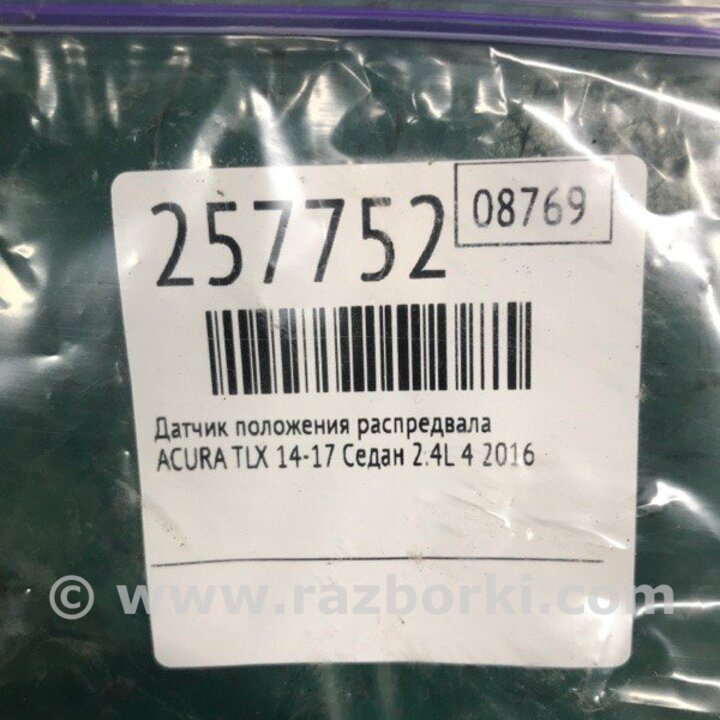 257752
08769
Датчик положения распредвала
ACURA TLX 14-17 Седан 2.4L 4 2016
© www.razborki.com